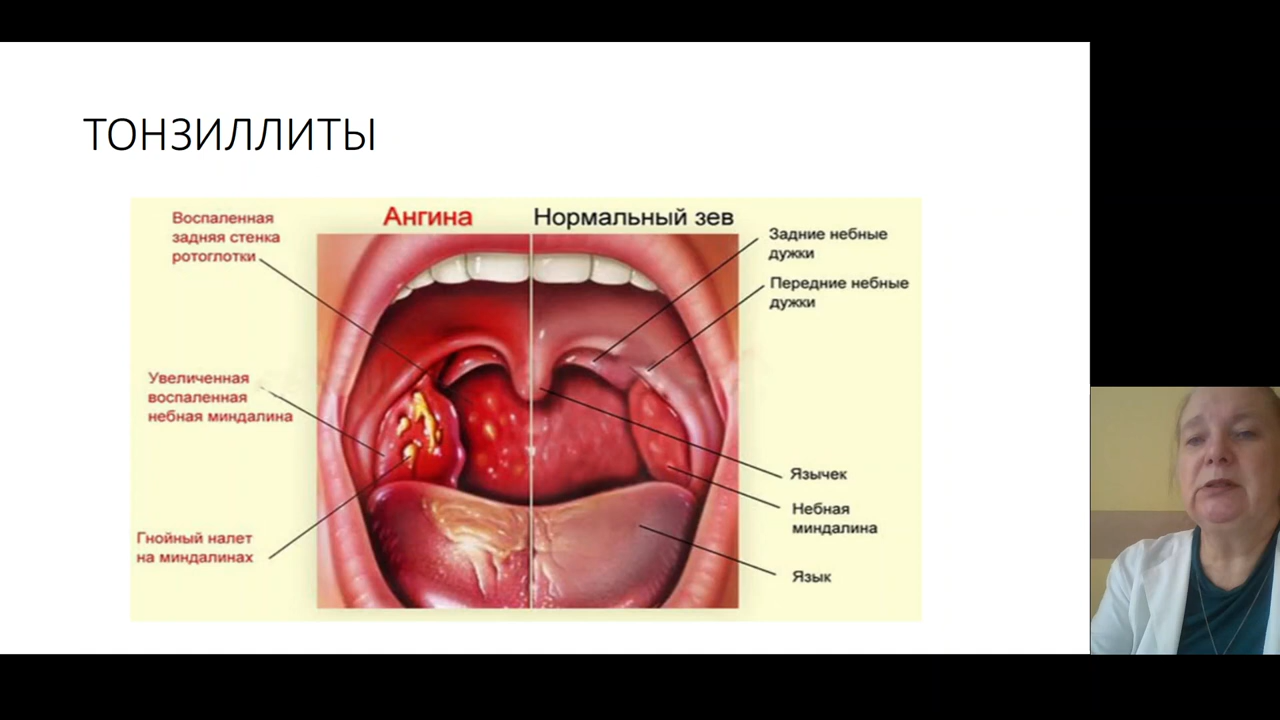 ТОНЗИЛЛИТЫ
Ангина
Нормальный зев
Воспаленная
задняя стенка
ротоглотки
Увеличенная
воспаленная
небная миндалина
Гнойный налет
на миндалинах
Задние небные
дужки
Передние небные
дужки
Язычек
Небная
миндалина
Язык